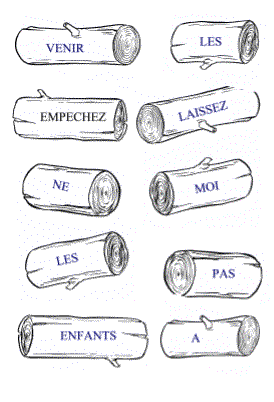 VENIR LES
EMPECHEZ LAISSEZ
NE MOI
LES PAS
ENFANTS A